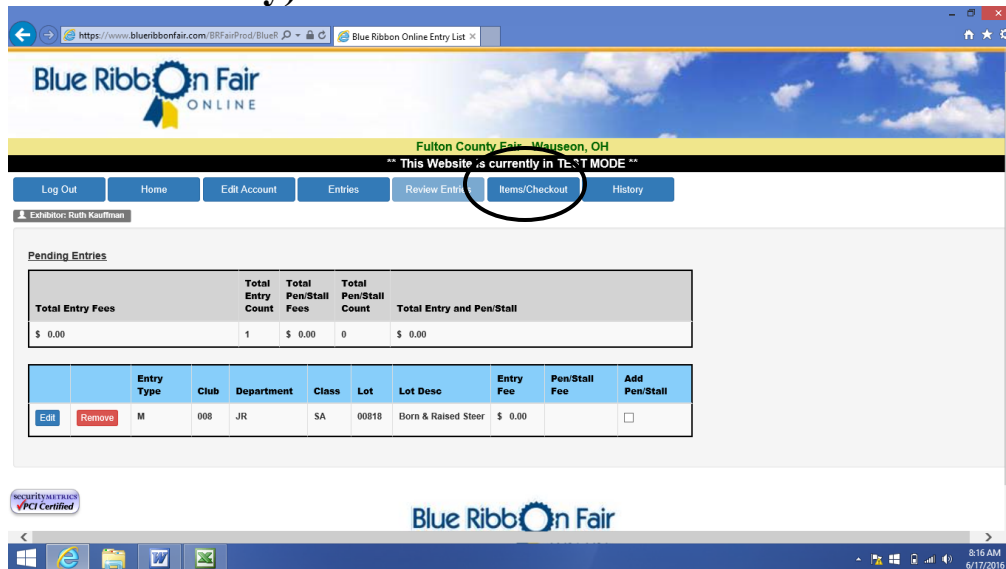 https://www.blueribbonfair.com/BRFairProd/BlueR
Blue Ribbon Online Entry List
Blue Ribbon Fair
ONLINE
Fulton County Fair - Wauseon, OH
** This Website is currently in TEST MODE **
Log Out Home Edit Account Entries Review Entries Items/Checkout History
Exhibitor: Ruth Kauffman
Pending Entries
Total Entry Fees Total Entry Count Total Pen/Stall Fees Total Pen/Stall Count Total Entry and Pen/Stall
$ 0.00 1 $ 0.00 0 $ 0.00
Entry Type Club Department Class Lot Lot Desc Entry Fee Pen/Stall Fee Add Pen/Stall
Edit Remove M 008 JR SA 00818 Born & Raised Steer $ 0.00
securityMETRICS
PCI Certified
Blue Ribbon Fair
8:16 AM
6/17/2016